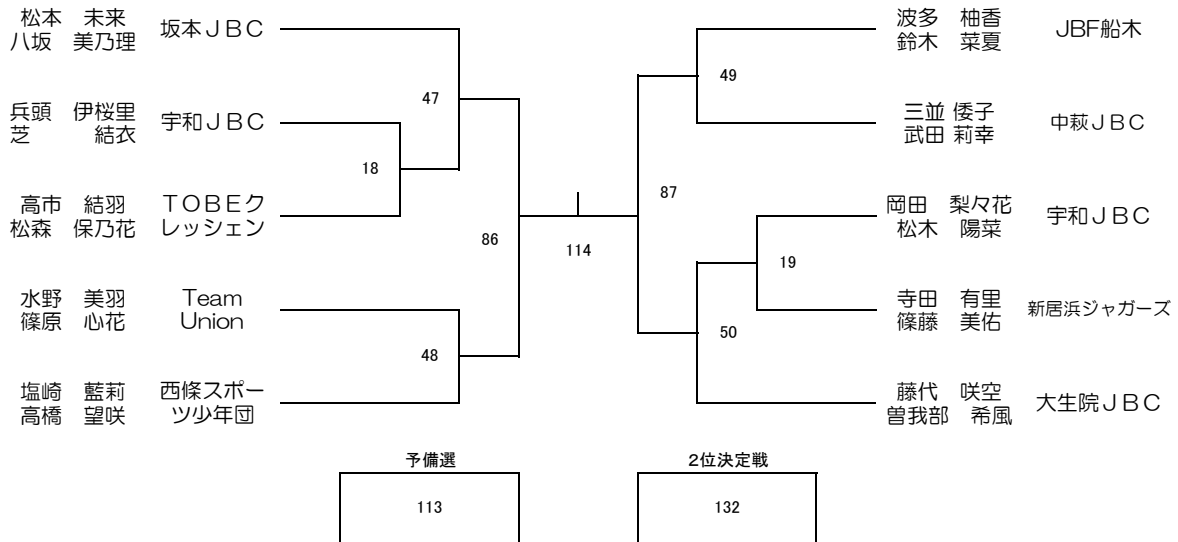 松本 未来
八坂 美乃理
坂本ＪＢＣ
兵頭 伊桜里
芝 結衣
宇和ＪＢＣ
高市 結羽
松森 保乃花
ＴＯＢＥク
レッシェン
水野 美羽
篠原 心花
Team
Union
塩崎 藍莉
高橋 望咲
西條スポー
ツ少年団
47
18
86
48
114
87
49
19
50
波多 柚香
鈴木 菜夏
JBF船木
三並 倭子
武田 莉幸
中萩ＪＢＣ
岡田 梨々花
松木 陽菜
宇和ＪＢＣ
寺田 有里
篠藤 美佑
新居浜ジャガーズ
藤代 咲空
曽我部 希風
大生院ＪＢＣ
予備選
113
2位決定戦
132